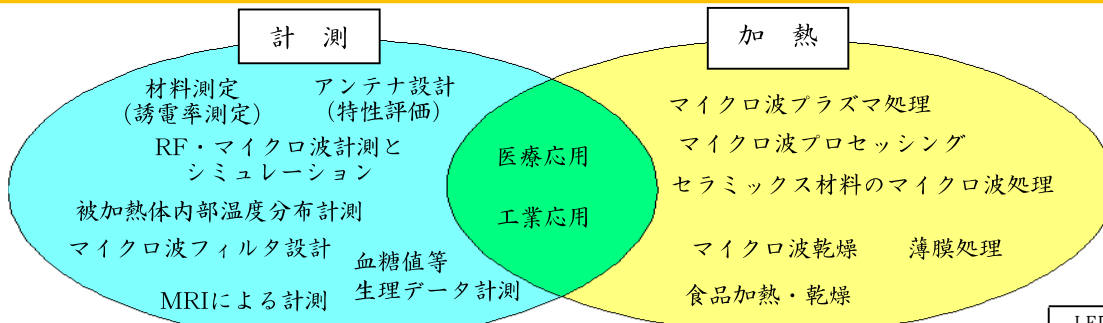 計 測
加 熱
材料測定
(誘電率測定)
アンテナ設計
(特性評価)
RF・マイクロ波計測と
シミュレーション
被加熱体内部温度分布計測
マイクロ波フィルタ設計
血糖値等
生理データ計測
MRIによる計測
医療応用
工業応用
マイクロ波プラズマ処理
マイクロ波プロセッシング
セラミックス材料のマイクロ波処理
マイクロ波乾燥 薄膜処理
食品加熱・乾燥